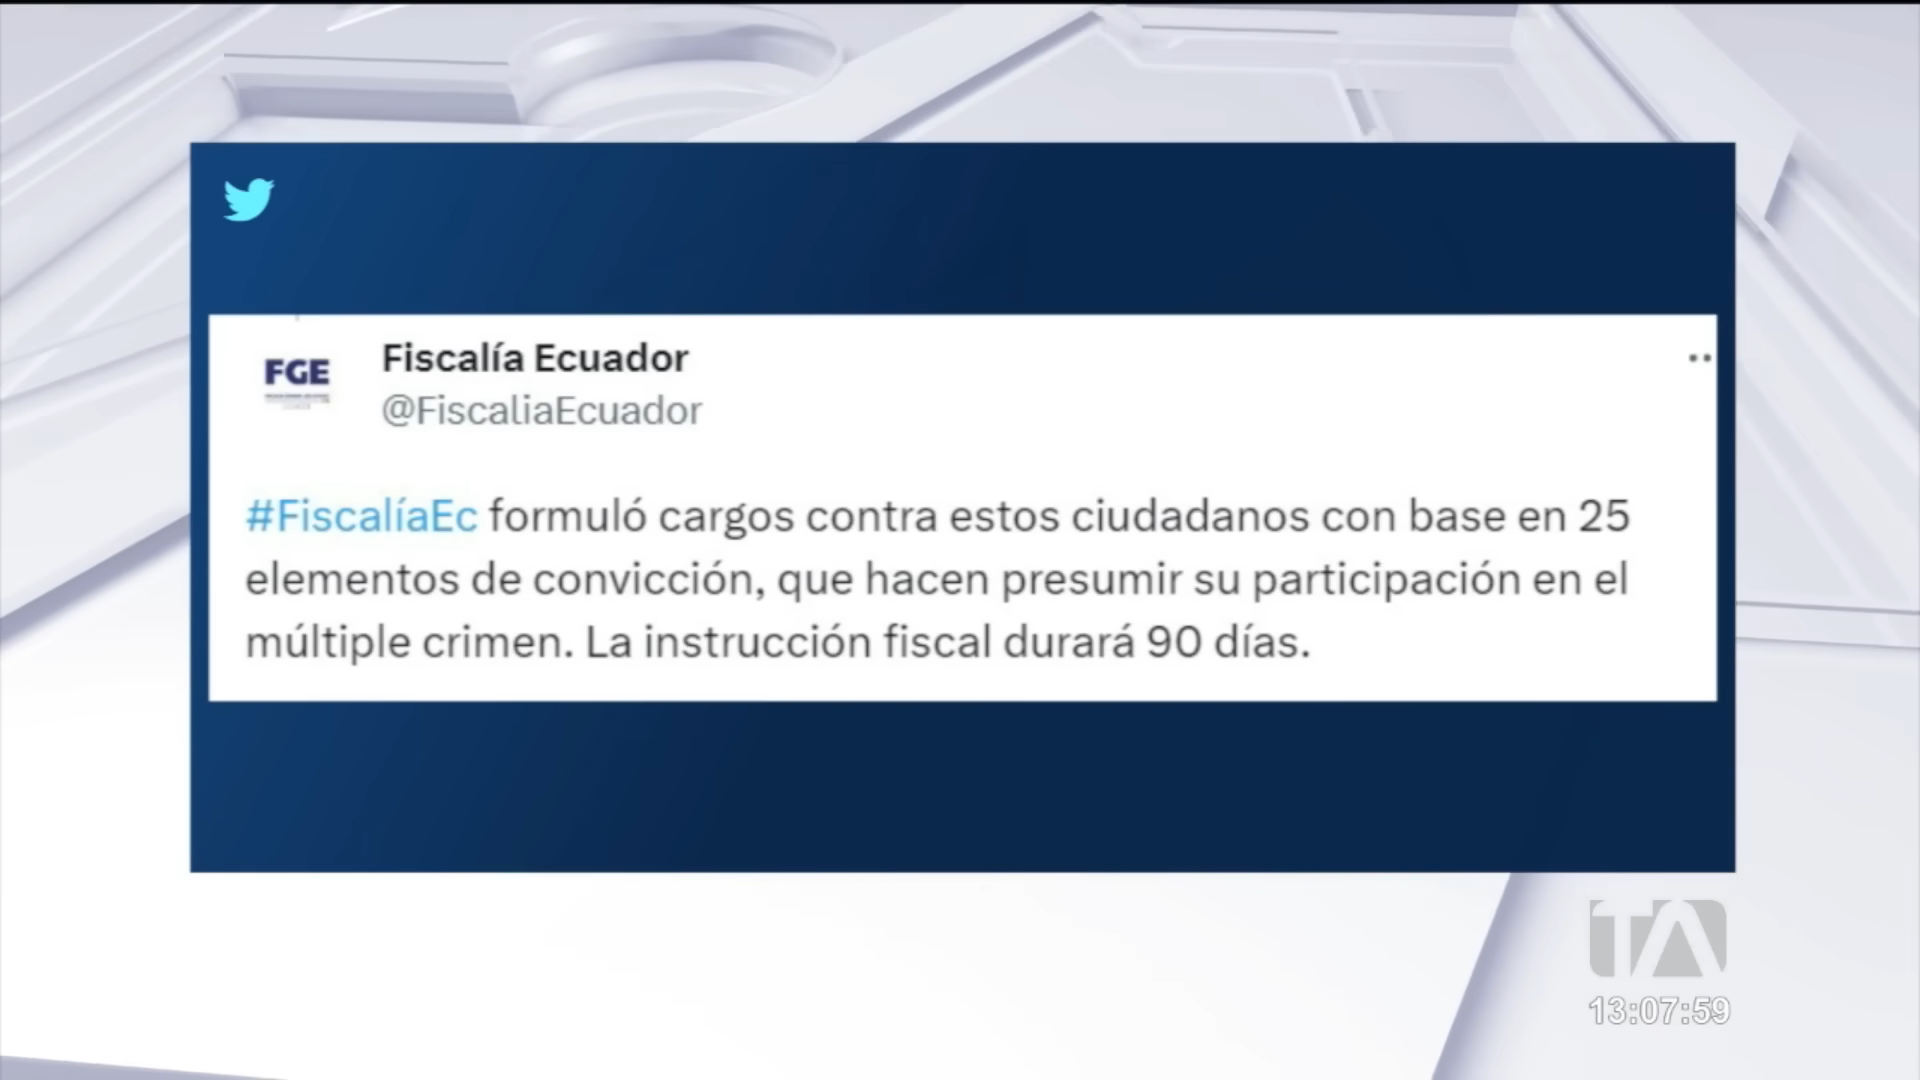 FGE
Fiscalía Ecuador
@FiscaliaEcuador
#FiscalíaEc formuló cargos contra estos ciudadanos con base en 25
elementos de convicción, que hacen presumir su participación en el
múltiple crimen. La instrucción fiscal durará 90 días.
TA
13:07:59